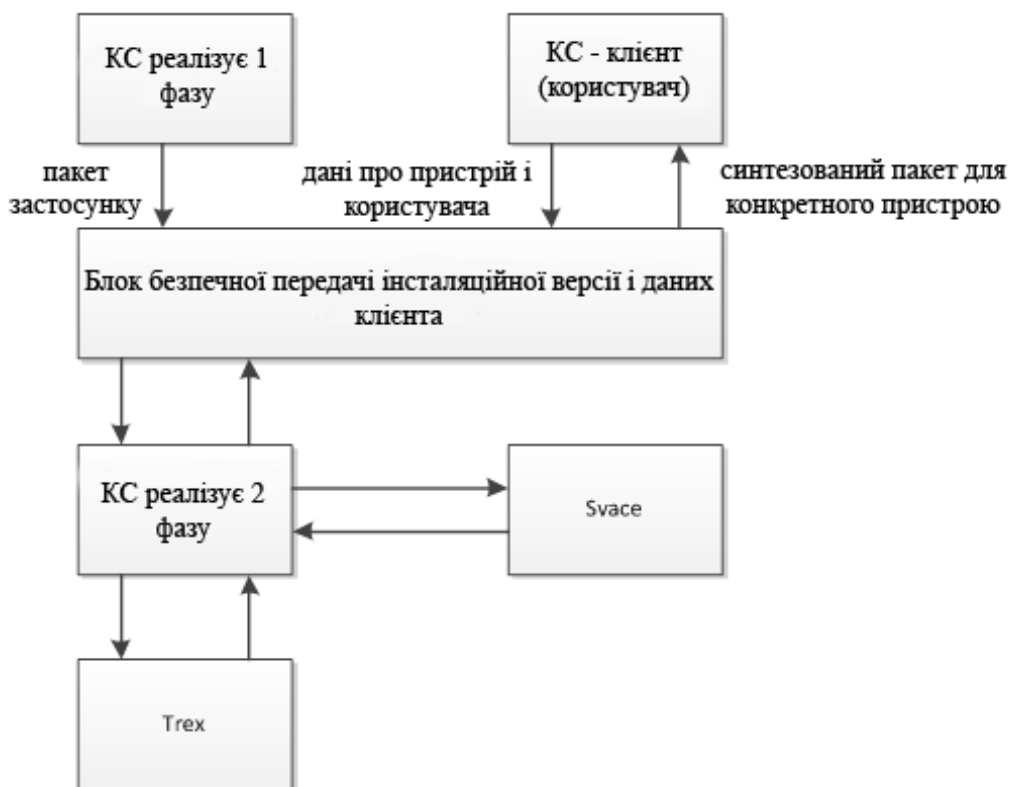 КС реалізує 1
фазу
КС - клієнт
(користувач)
пакет
застосунку
дані про пристрій і
користувача
синтезований пакет для
конкретного пристрою
Блок безпечної передачі інсталяційної версії і даних
клієнта
КС реалізує 2
фазу
Svace
Trex